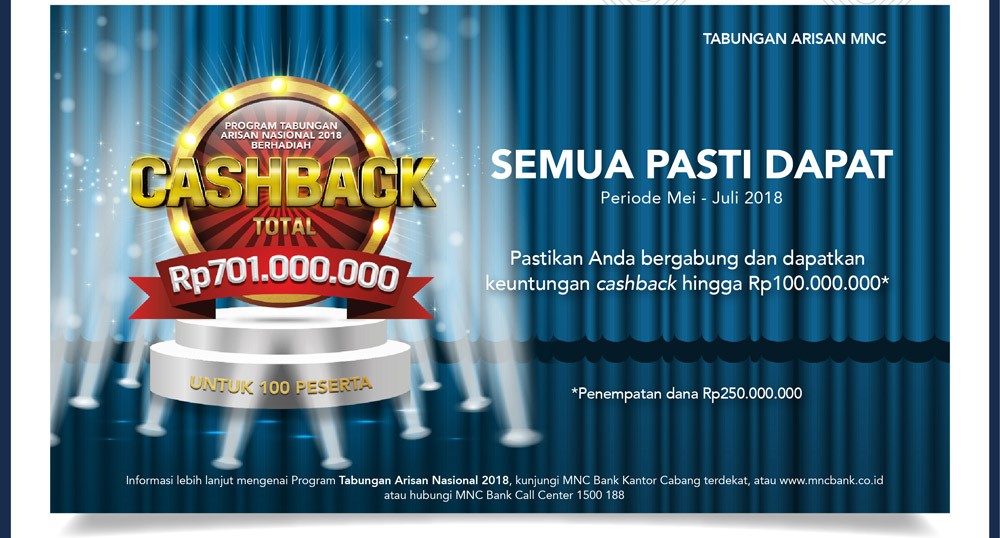 TABUNGAN ARISAN MNC
PROGRAM TABUNGAN
ARISAN NASIONAL 2018
BERHADIAH
CASHBACK
TOTAL
Rp701.000.000
UNTUK 100 PESERTA
SEMUA PASTI DAPAT
Periode Mei - Juli 2018
Pastikan Anda bergabung dan dapatkan
keuntungan cashback hingga Rp100.000.000*
*Penempatan dana Rp250.000.000
Informasi lebih lanjut mengenai Program Tabungan Arisan Nasional 2018, kunjungi MNC Bank Kantor Cabang terdekat, atau www.mncbank.co.id
atau hubungi MNC Bank Call Center 1500 188